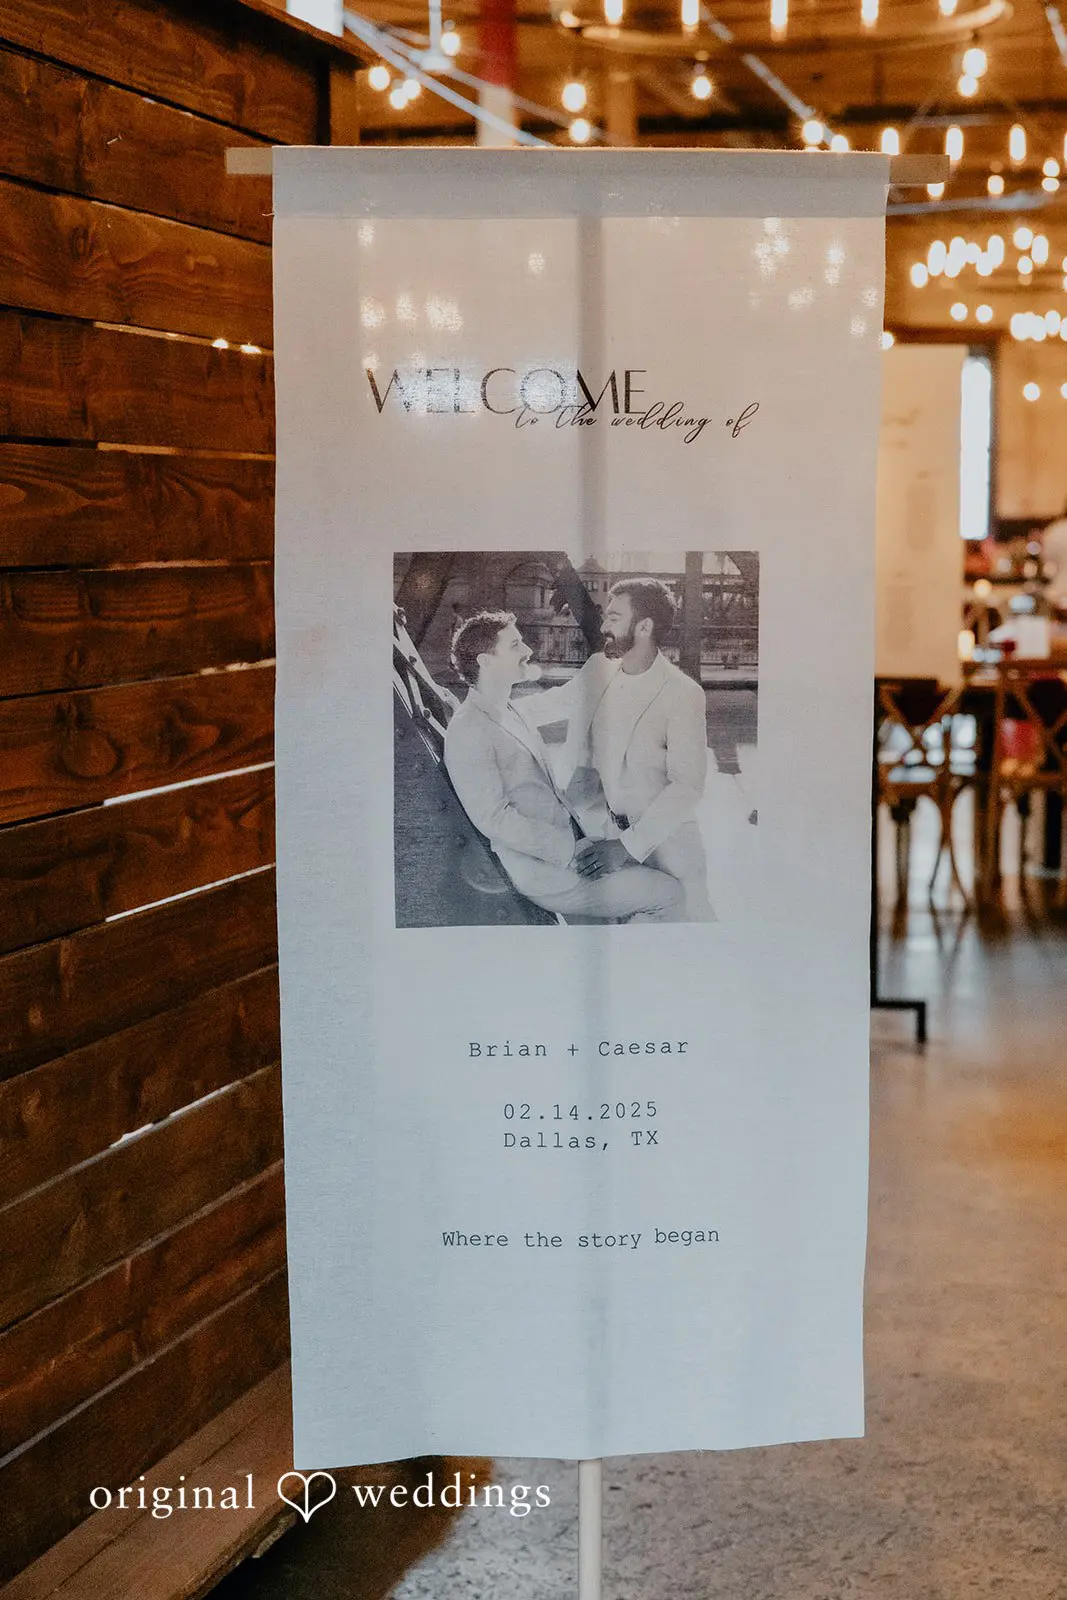 WELCOME
to the wedding of
Brian + Caesar
02.14.2025
Dallas, TX
Where the story began
original weddings